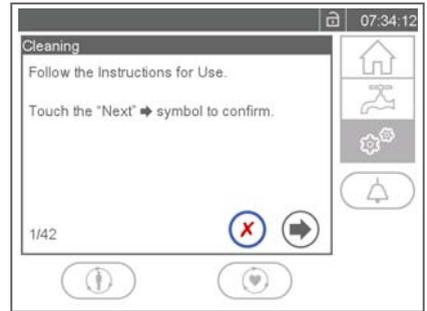 07:34:12
Cleaning
Follow the Instructions for Use.
Touch the "Next" ➡ symbol to confirm.
1/42